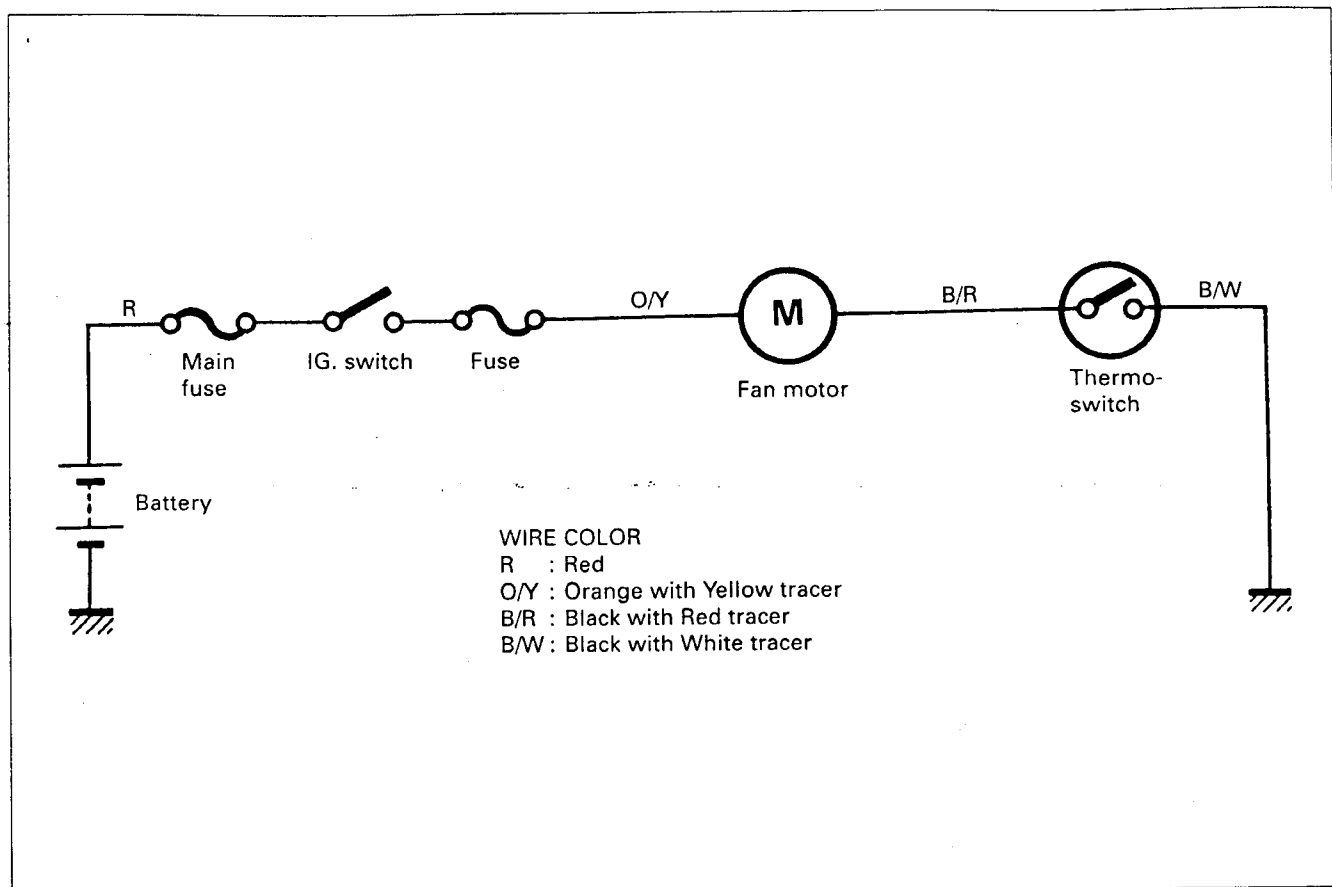 R
O/Y
B/R
B/W
M
Main
fuse
IG. switch
Fuse
Fan motor
Thermo-
switch
Battery
WIRE COLOR
R : Red
O/Y : Orange with Yellow tracer
B/R : Black with Red tracer
B/W : Black with White tracer